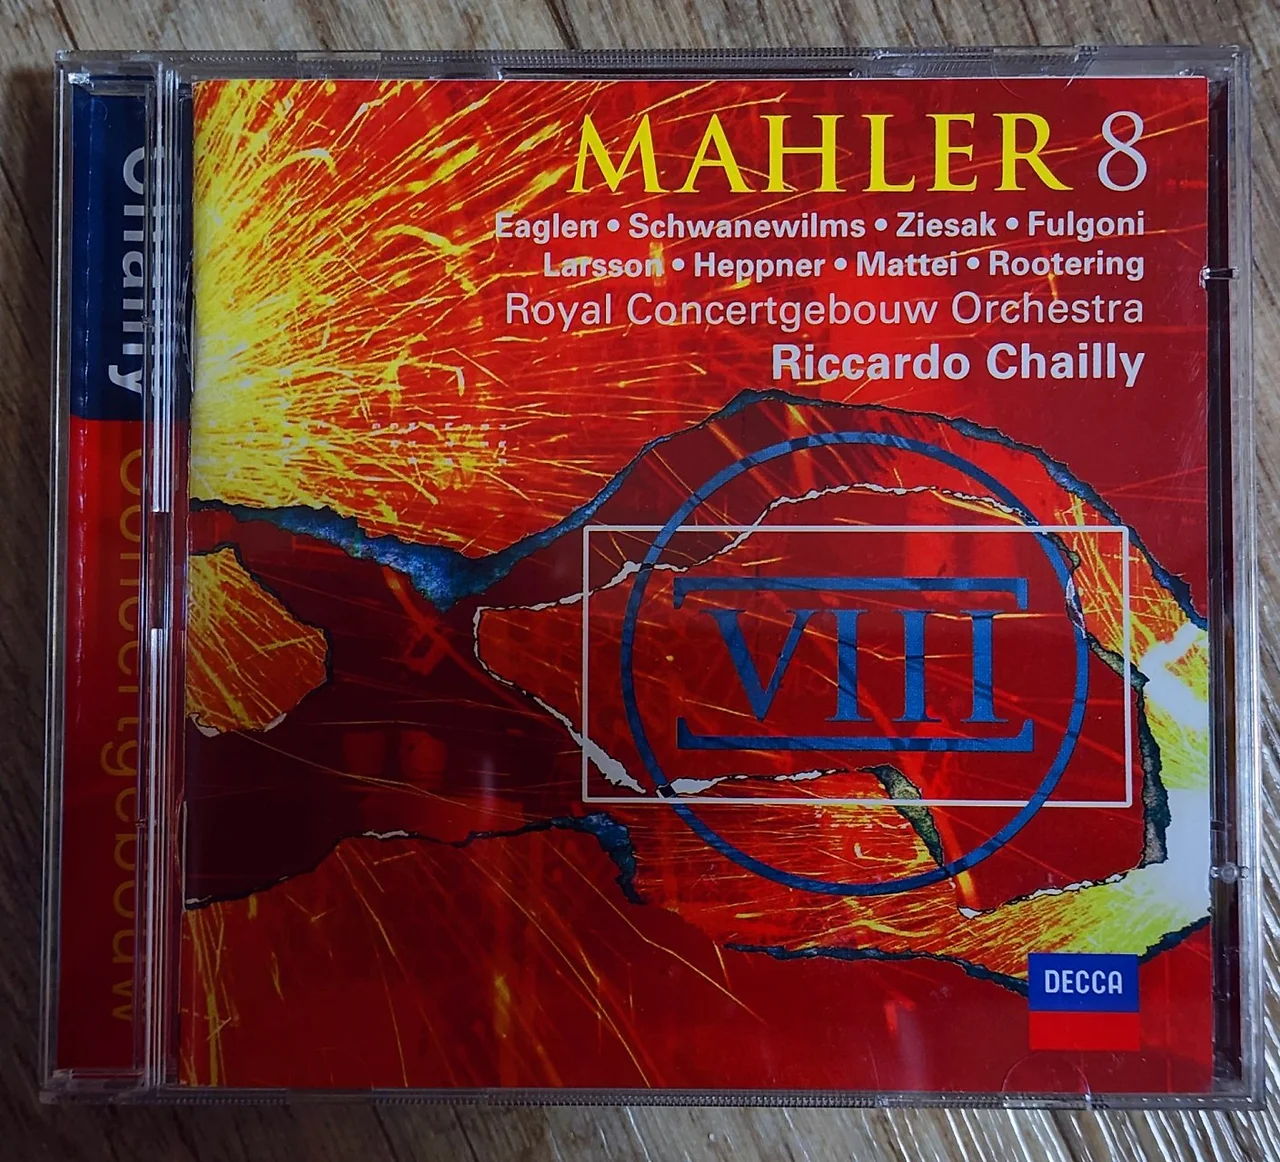 MAHLER 8
Eaglen • Schwanewilms • Ziesak • Fulgoni
Larsson • Heppner • Mattei • Rootering
Royal Concertgebouw Orchestra
Riccardo Chailly
VIII
DECCA
Chailly Concertgebouw